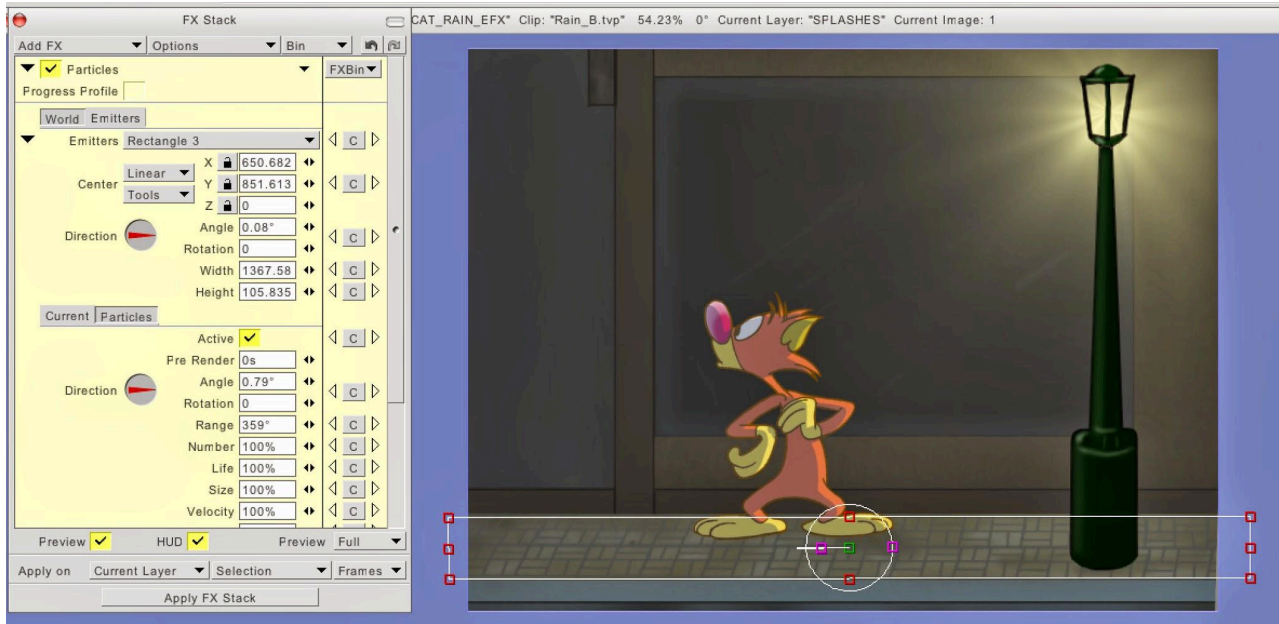 FX Stack
CAT_RAIN_EFX" Clip: "Rain_B.tvp" 54.23% 0° Current Layer: "SPLASHES" Current Image: 1
Add FX Options Bin
Particles FXBin
Progress Profile
World Emitters
Emitters Rectangle 3 C
X 650.682
Center Linear Y 851.613 C
Tools
Z 0
Angle 0.08°
Direction C
Rotation 0
Width 1367.58 C
Height 105.835 C
Current Particles
Active C
Pre Render 0s
Angle 0.79°
Direction C
Rotation 0
Range 359° C
Number 100% C
Life 100% C
Size 100% C
Velocity 100% C
Preview HUD Preview Full
Apply on Current Layer Selection Frames
Apply FX Stack